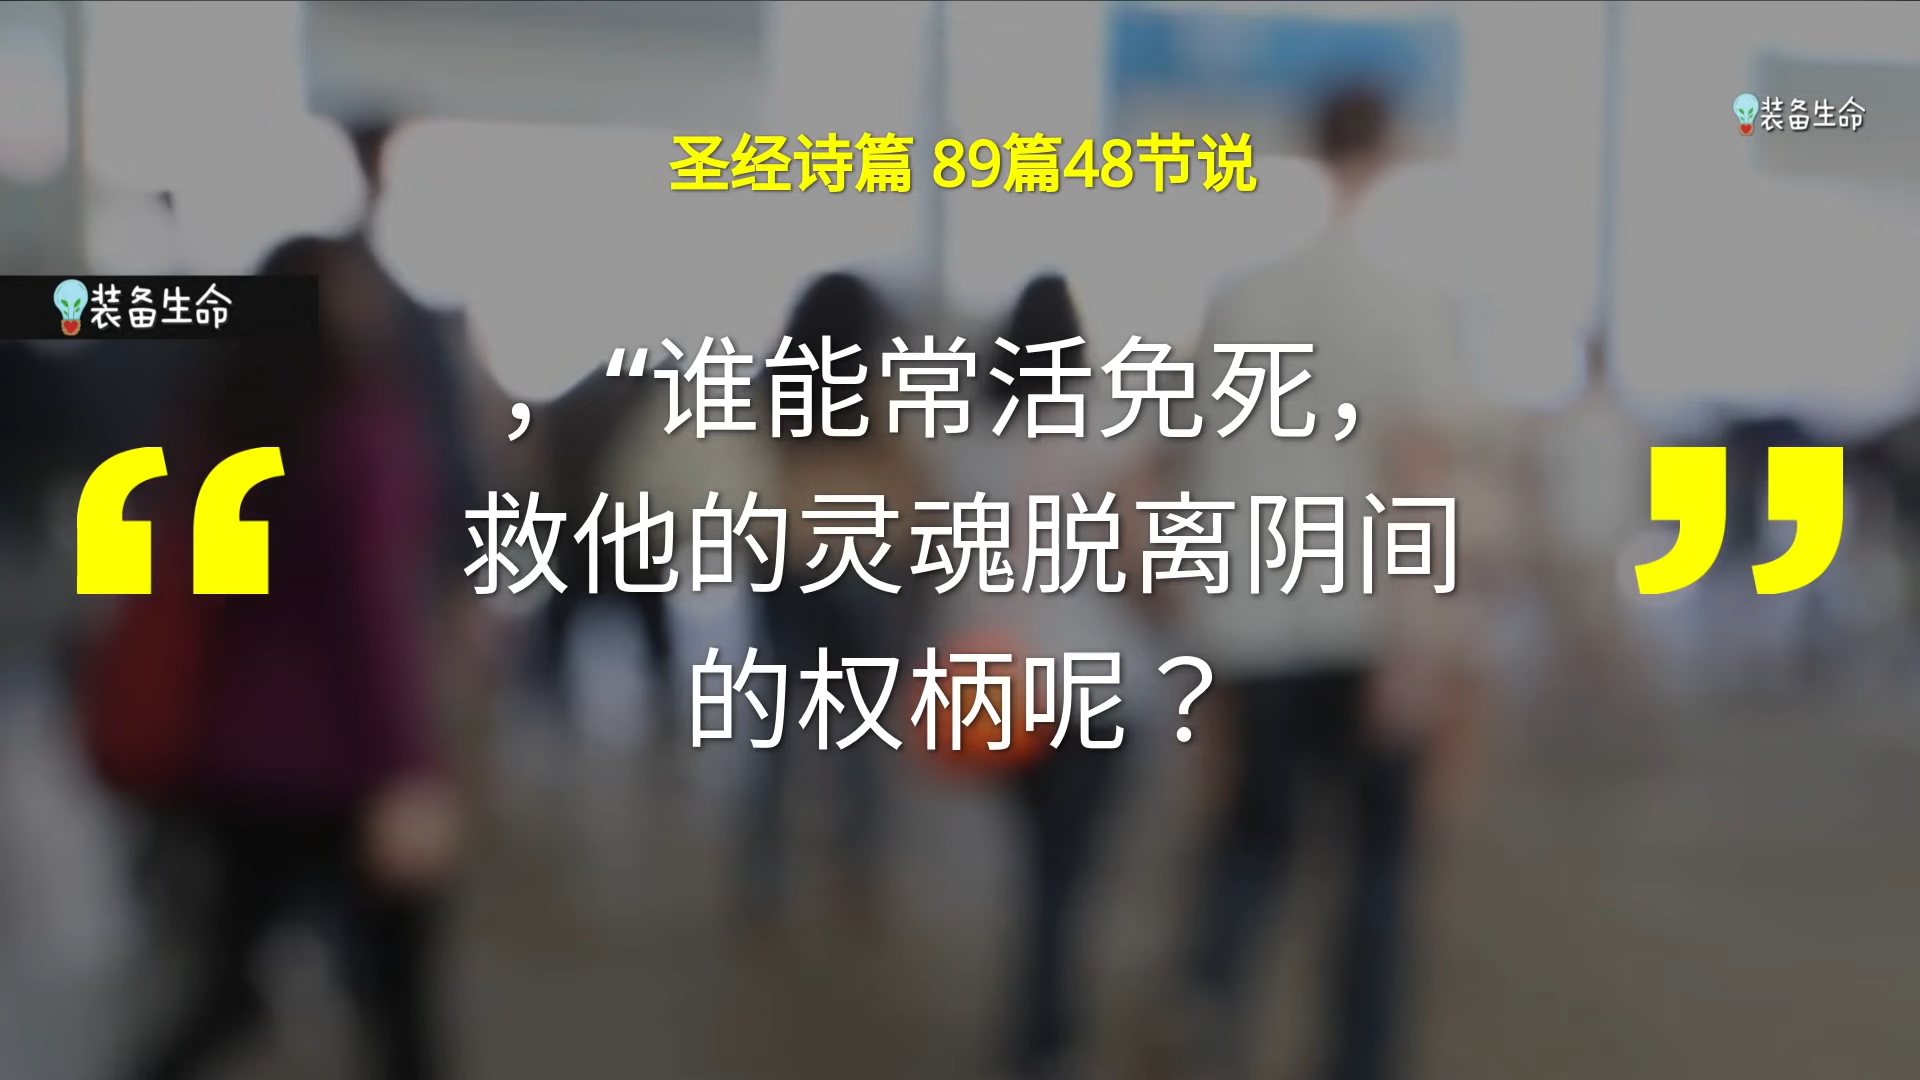 装备生命
圣经诗篇 89篇48节说
装备生命
，“谁能常活免死，
救他的灵魂脱离阴间
的权柄呢？